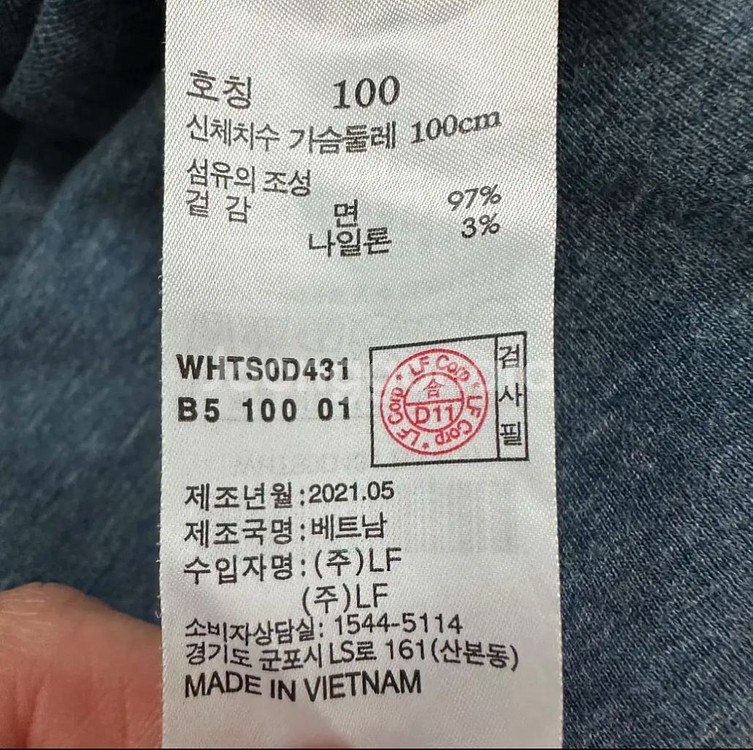 호칭 100
신체치수 가슴둘레 100cm
섬유의 조성
겉 감 면 97%
나일론 3%
WHTS0D431
B5 100 01
LF Corp LF Corp LF Corp
合
D11
검사필
제조년월:2021.05
제조국명:베트남
수입자명:(주)LF
(주)LF
소비자상담실: 1544-5114
경기도 군포시 LS로 161(산본동)
MADE IN VIETNAM